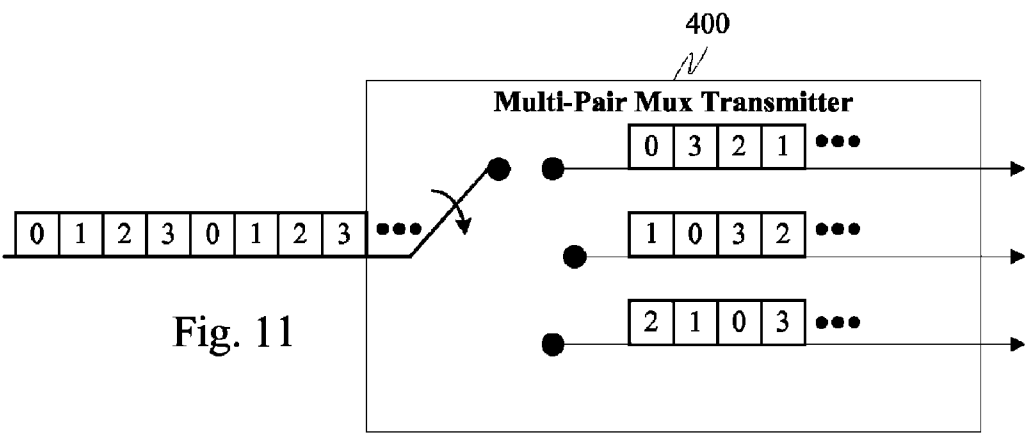 400
Multi-Pair Mux Transmitter
0 3 2 1 •••
0 1 2 3 0 1 2 3 •••
1 0 3 2 •••
2 1 0 3 •••
Fig. 11